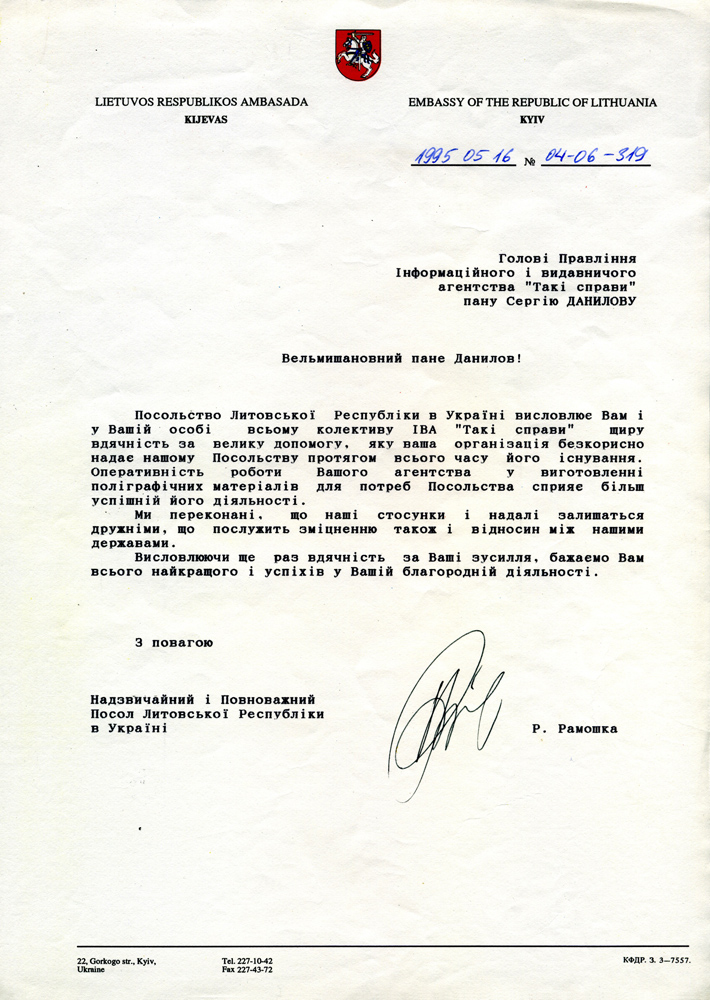 LIETUVOS RESPUBLIKOS AMBASADA
KIJEVAS
EMBASSY OF THE REPUBLIC OF LITHUANIA
KYIV
1995 05 16 № 04-06-319
Голові Правління
Інформаційного і видавничого
агентства "Такі справи"
пану Сергію ДАНИЛОВУ
Вельмишановний пане Данилов!
Посольство Литовської Республіки в Україні висловлює Вам і
у Вашій особі всьому колективу ІВА "Такі справи" щиру
вдячність за велику допомогу, яку ваша організація безкорисно
надає нашому Посольству протягом всього часу його існування.
Оперативність роботи Вашого агентства у виготовленні
поліграфічних матеріалів для потреб Посольства сприяє більш
успішній його діяльності.
Ми переконані, що наші стосунки і надалі залишаться
дружніми, що послужить зміцненню також і відносин між нашими
державами.
Висловлюючи ще раз вдячність за Ваші зусилля, бажаємо Вам
всього найкращого і успіхів у Вашій благородній діяльності.
З повагою
Надзвичайний і Повноважний
Посол Литовської Республіки
в Україні
Р. Рамошка
22, Gorkogo str., Kyiv,
Ukraine
Tel. 227-10-42
Fax 227-43-72
КФДР. З. 3—7557.